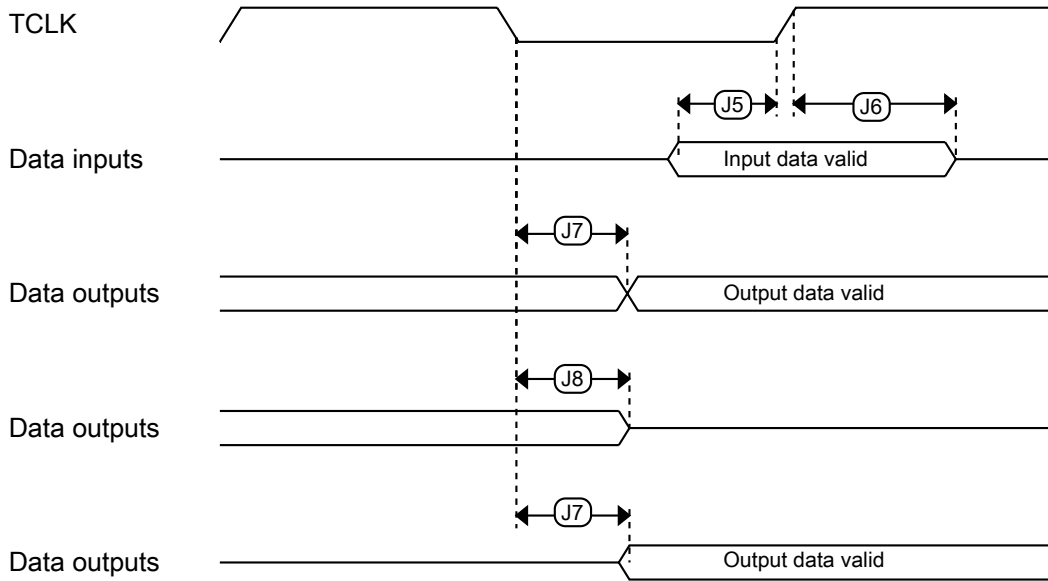 TCLK
J5
J6
Data inputs
Input data valid
J7
Data outputs
Output data valid
J8
Data outputs
J7
Data outputs
Output data valid